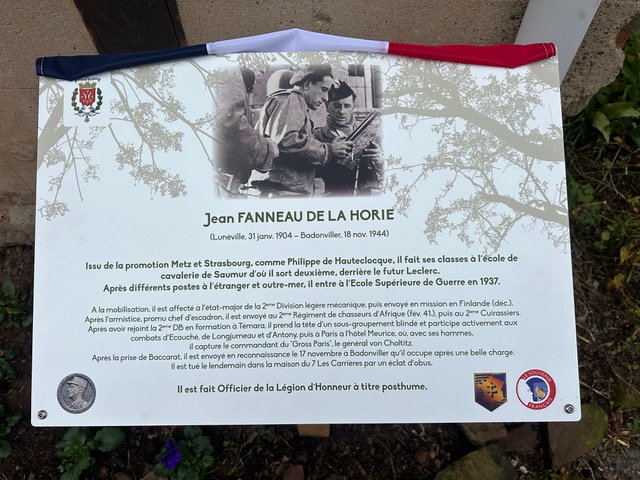 Jean FANNEAU DE LA HORIE
(Lunéville, 31 janv. 1904 – Badonviller, 18 nov. 1944)
Issu de la promotion Metz et Strasbourg, comme Philippe de Hauteclocque, il fait ses classes à l'école de
cavalerie de Saumur d'où il sort deuxième, derrière le futur Leclerc.
Après différents postes à l'étranger et outre-mer, il entre à l'Ecole Supérieure de Guerre en 1937.
A la mobilisation, il est affecté à l'état-major de la 2ème Division légère mécanique, puis envoyé en mission en Finlande (déc.).
Après l'armistice, promu chef d'escadron, il est envoyé au 2ème Régiment de chasseurs d'Afrique (fév. 41.), puis au 2ème Cuirassiers.
Après avoir rejoint la 2ème DB en formation à Témara, il prend la tête d'un sous-groupement blindé et participe activement aux
combats d'Ecouché, de Longjumeau et d'Antony, puis à Paris à l'hôtel Meurice, où, avec ses hommes,
il capture le commandant du "Gross Paris", le général von Choltitz.
Après la prise de Baccarat, il est envoyé en reconnaissance le 17 novembre à Badonviller qu'il occupe après une belle charge.
Il est tué le lendemain dans la maison du 7 Les Carrières par un éclat d'obus.
Il est fait Officier de la Légion d'Honneur à titre posthume.
LE SOUVENIR
FRANÇAIS